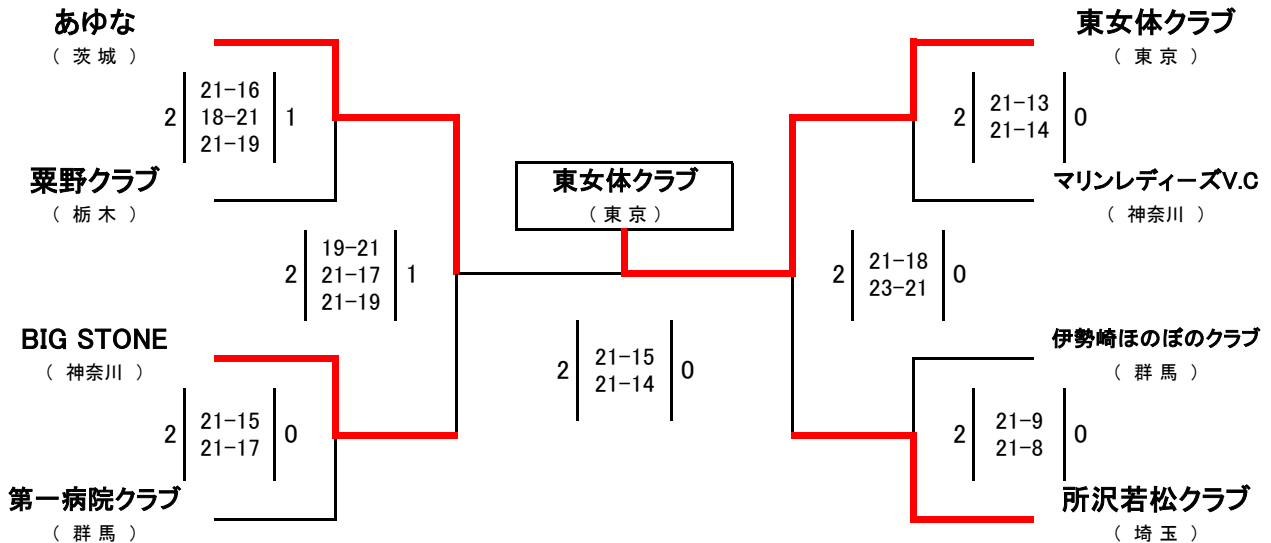 あゆな
（ 茨 城 ）
2 21-16 1
18-21
21-19
粟野クラブ
（ 栃 木 ）
2 19-21 1
21-17
21-19
BIG STONE
（ 神奈川 ）
2 21-15 0
21-17
第一病院クラブ
（ 群 馬 ）
東女体クラブ
（ 東 京 ）
2 21-15 0
21-14
東女体クラブ
（ 東 京 ）
2 21-13 0
21-14
マリンレディーズV.C
（ 神奈川 ）
2 21-18 0
23-21
伊勢崎ほのぼのクラブ
（ 群 馬 ）
2 21-9 0
21-8
所沢若松クラブ
（ 埼 玉 ）